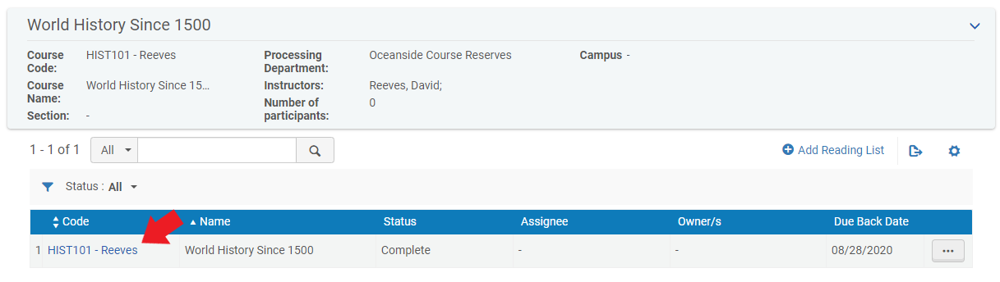 World History Since 1500
Course Code: HIST101 - Reeves
Processing Department: Oceanside Course Reserves
Campus -
Course Name: World History Since 15...
Instructors: Reeves, David;
Section: -
Number of participants: 0
1 - 1 of 1 All Add Reading List
Status : All
Code Name Status Assignee Owner/s Due Back Date
1 HIST101 - Reeves World History Since 1500 Complete - - 08/28/2020